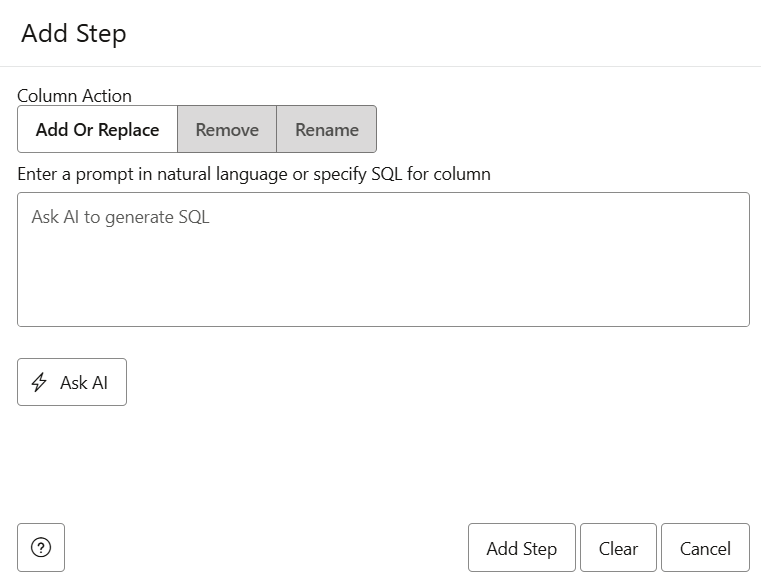 Add Step
Column Action
Add Or Replace Remove Rename
Enter a prompt in natural language or specify SQL for column
Ask AI to generate SQL
Ask AI
? Add Step Clear Cancel